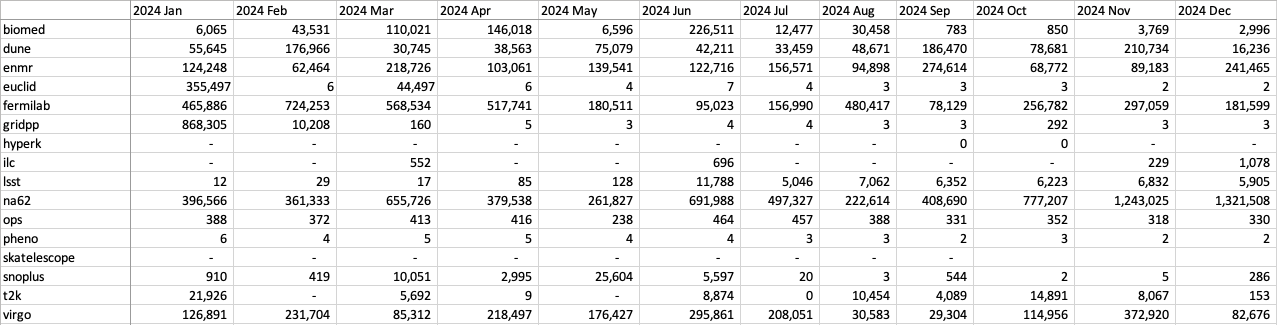 2024 Jan 2024 Feb 2024 Mar 2024 Apr 2024 May 2024 Jun 2024 Jul 2024 Aug 2024 Sep 2024 Oct 2024 Nov 2024 Dec
biomed 6,065 43,531 110,021 146,018 6,596 226,511 12,477 30,458 783 850 3,769 2,996
dune 55,645 176,966 30,745 38,563 75,079 42,211 33,459 48,671 186,470 78,681 210,734 16,236
enmr 124,248 62,464 218,726 103,061 139,541 122,716 156,571 94,898 274,614 68,772 89,183 241,465
euclid 355,497 6 44,497 6 4 7 4 3 3 3 2 2
fermilab 465,886 724,253 568,534 517,741 180,511 95,023 156,990 480,417 78,129 256,782 297,059 181,599
gridpp 868,305 10,208 160 5 3 4 4 3 3 292 3 3
hyperk - - - - - - - - 0 0 - -
ilc - - 552 - - 696 - - - - 229 1,078
lsst 12 29 17 85 128 11,788 5,046 7,062 6,352 6,223 6,832 5,905
na62 396,566 361,333 655,726 379,538 261,827 691,988 497,327 222,614 408,690 777,207 1,243,025 1,321,508
ops 388 372 413 416 238 464 457 388 331 352 318 330
pheno 6 4 5 5 4 4 3 3 2 3 2 2
skatelescope - - - - - - - - -
snoplus 910 419 10,051 2,995 25,604 5,597 20 3 544 2 5 286
t2k 21,926 - 5,692 9 - 8,874 0 10,454 4,089 14,891 8,067 153
virgo 126,891 231,704 85,312 218,497 176,427 295,861 208,051 30,583 29,304 114,956 372,920 82,676